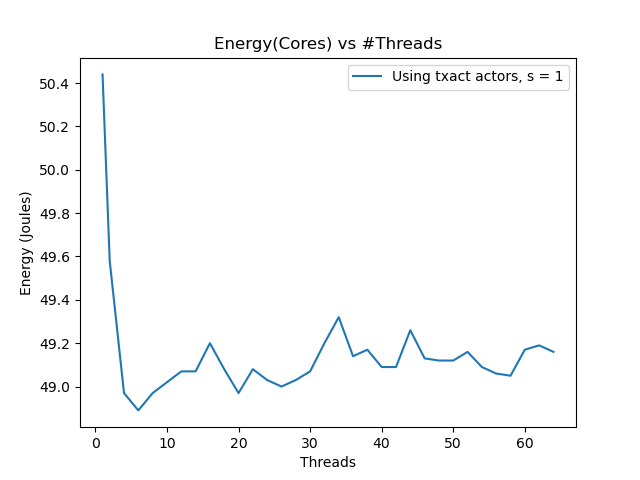 Energy(Cores) vs #Threads
Using txact actors, s = 1
Energy (Joules)
50.4
50.2
50.0
49.8
49.6
49.4
49.2
49.0
0 10 20 30 40 50 60
Threads